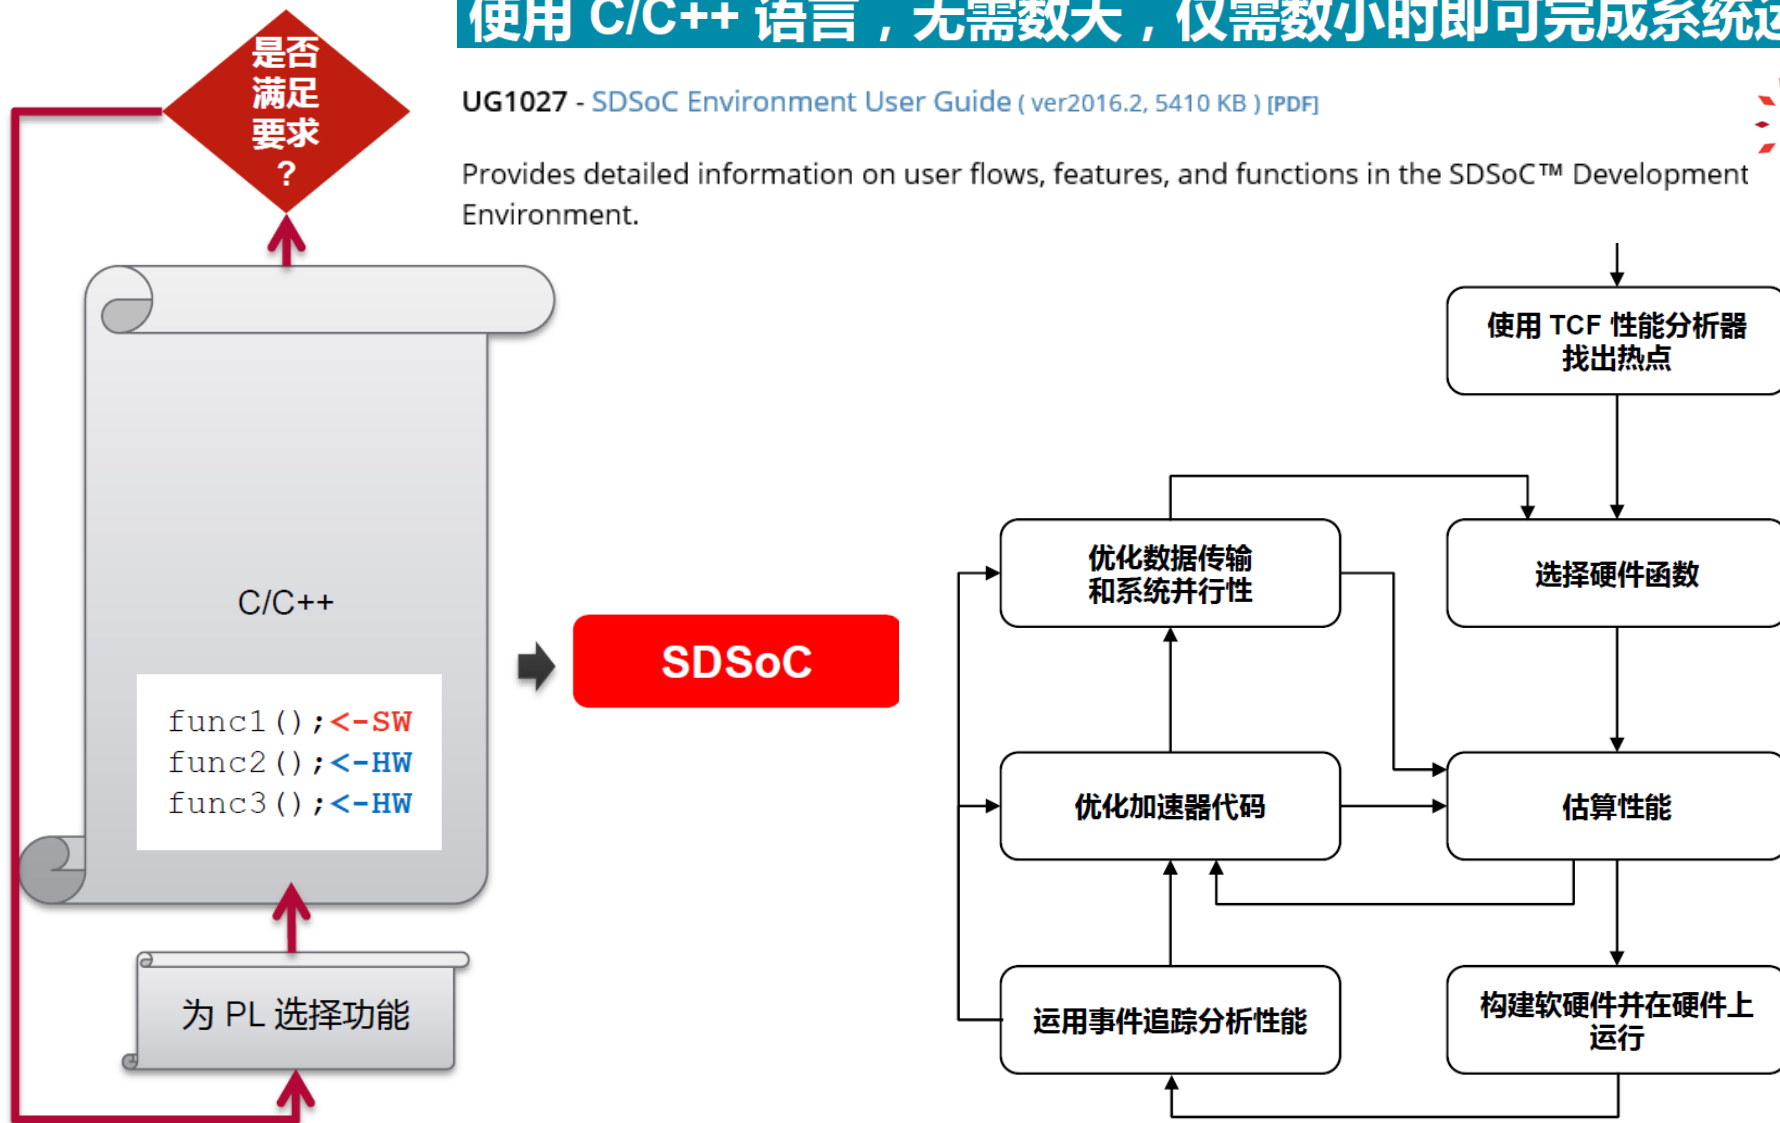 使用 C/C++ 语言，无需数天，仅需数小时即可完成系统运
是否
满足
要求
?
UG1027 - SDSoC Environment User Guide ( ver2016.2, 5410 KB ) [PDF]
Provides detailed information on user flows, features, and functions in the SDSoC™ Development
Environment.
使用 TCF 性能分析器
找出热点
优化数据传输
和系统并行性
选择硬件函数
C/C++
SDSoC
func1();<-SW
func2();<-HW
func3();<-HW
优化加速器代码
估算性能
为 PL 选择功能
运用事件追踪分析性能
构建软硬件并在硬件上
运行